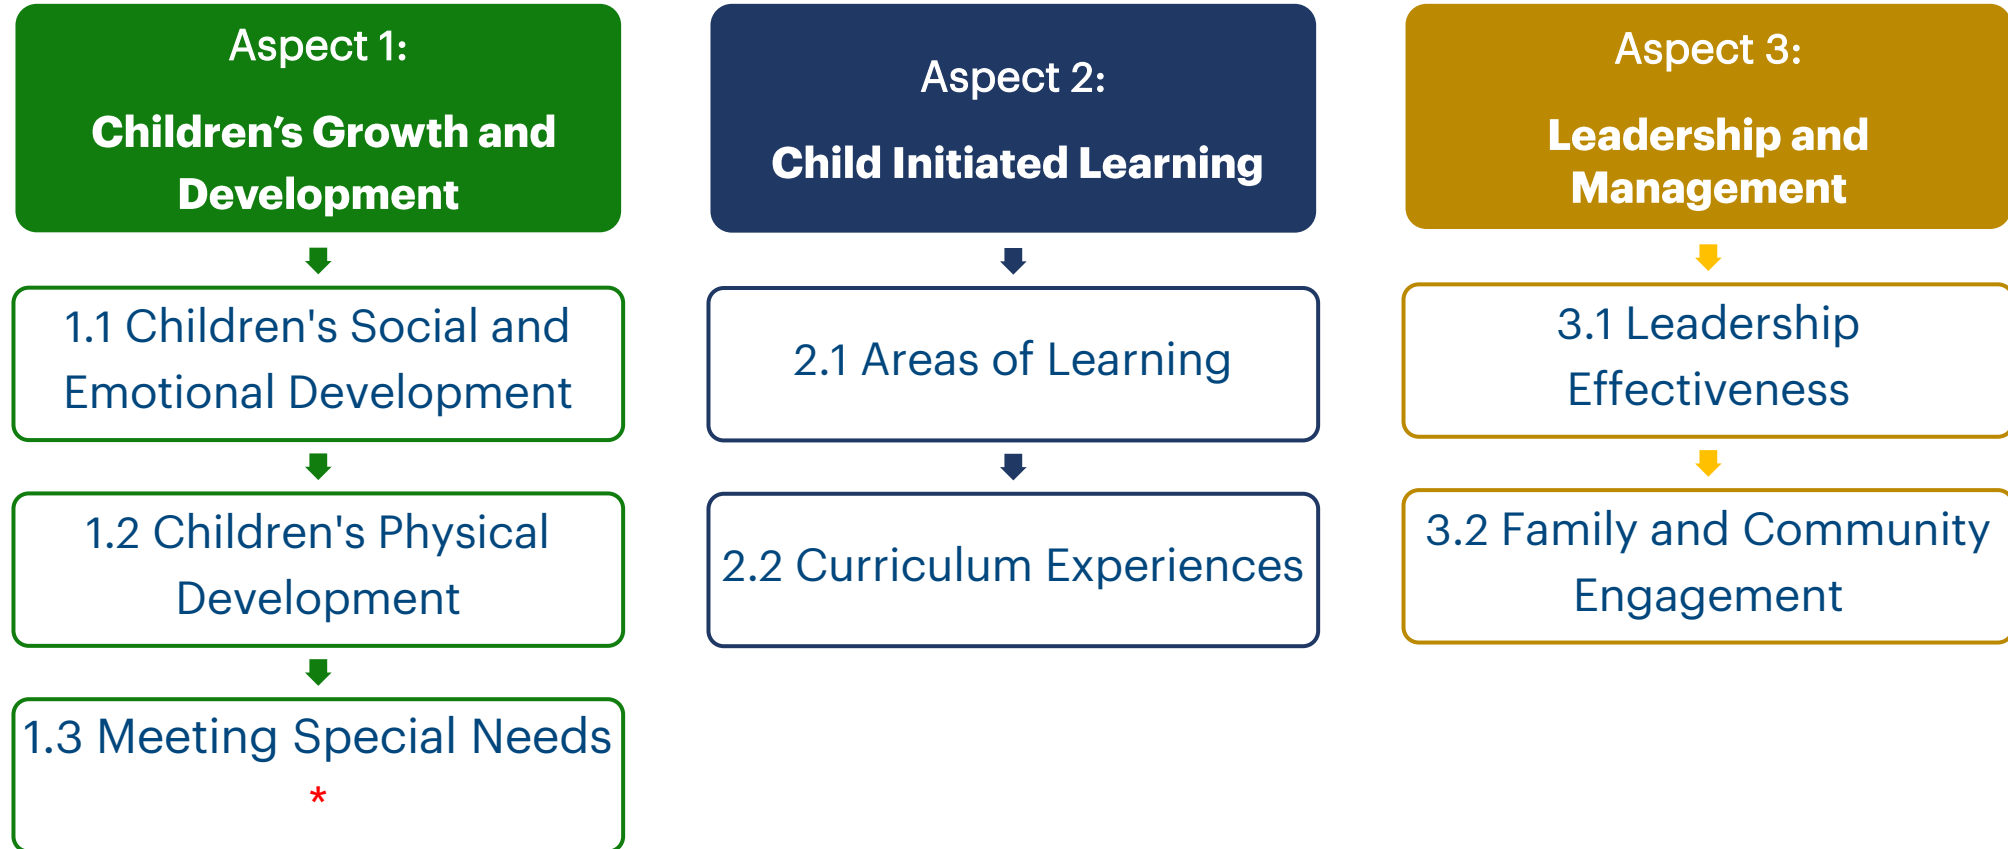 Aspect 1:
Children’s Growth and
Development
1.1 Children's Social and
Emotional Development
1.2 Children's Physical
Development
1.3 Meeting Special Needs
*
Aspect 2:
Child Initiated Learning
2.1 Areas of Learning
2.2 Curriculum Experiences
Aspect 3:
Leadership and
Management
3.1 Leadership
Effectiveness
3.2 Family and Community
Engagement